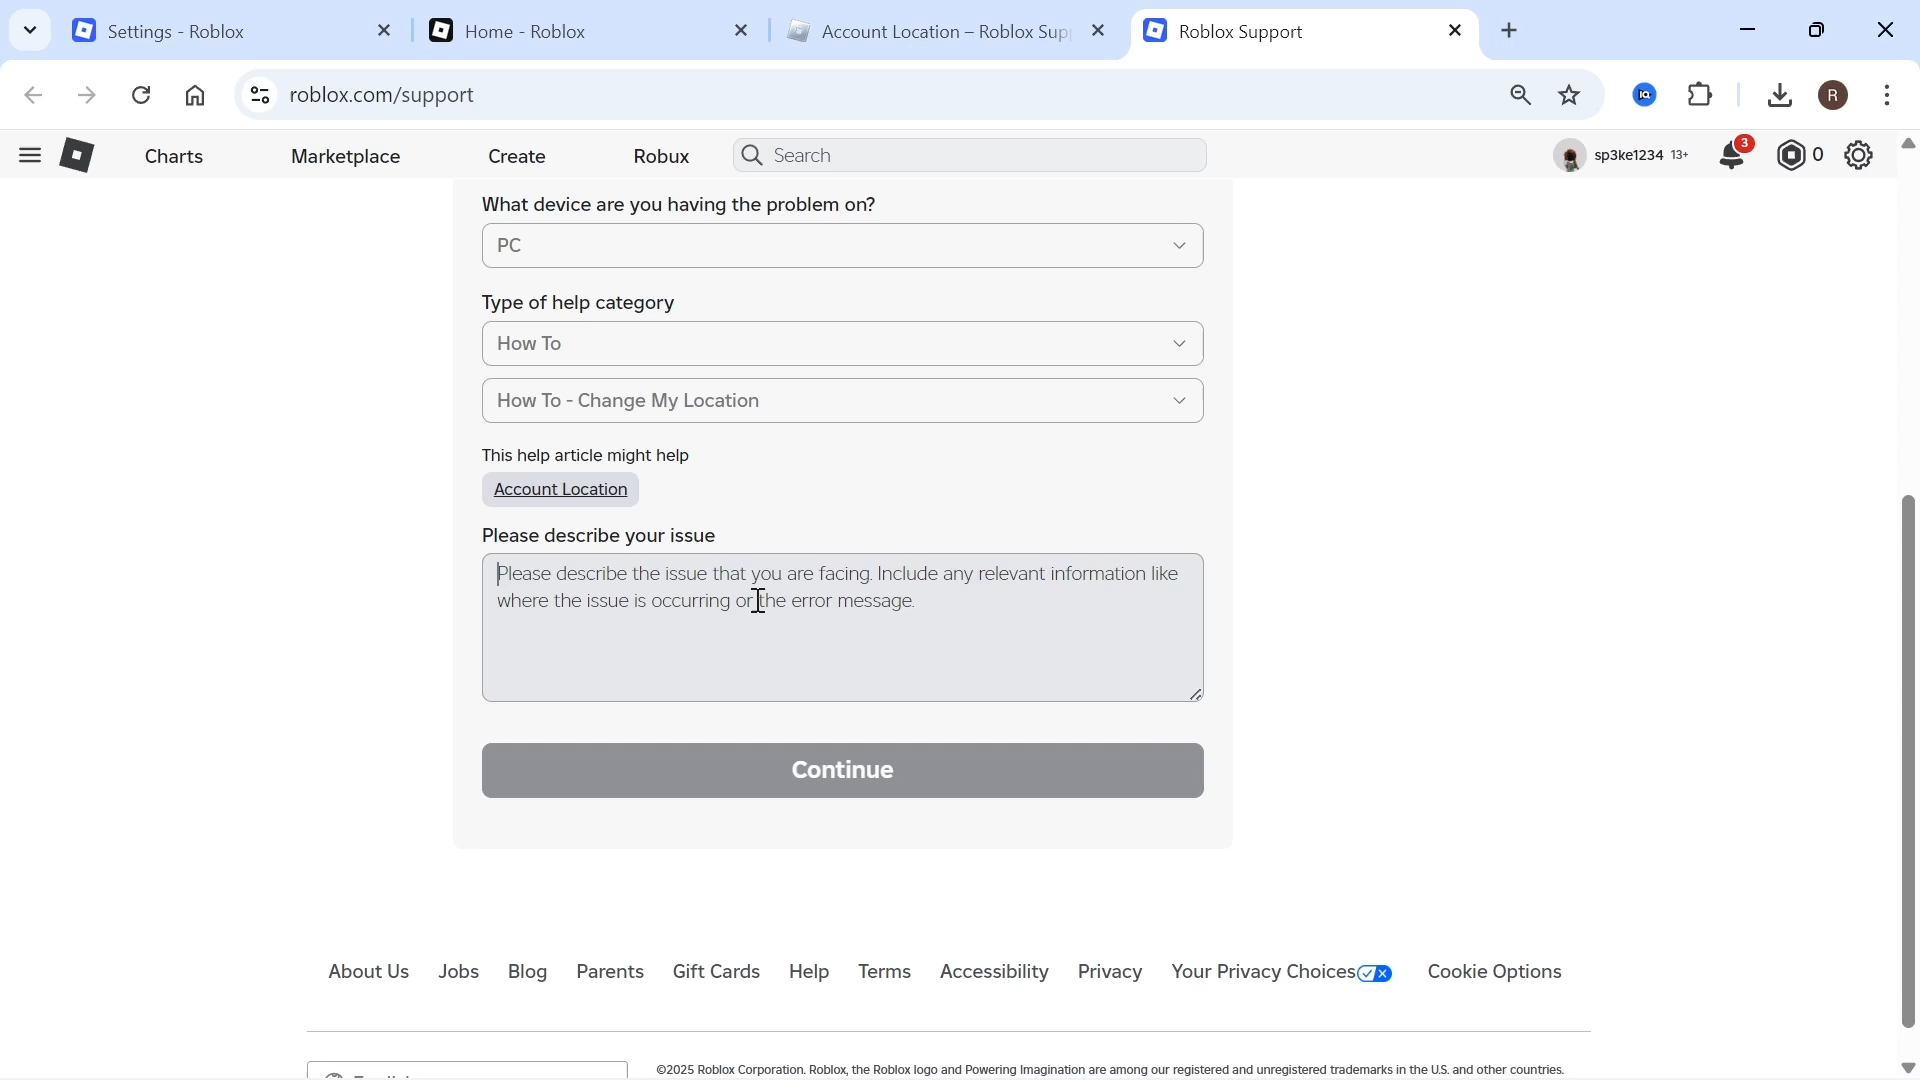 Settings - Roblox
Home - Roblox
Account Location – Roblox Sup
Roblox Support
roblox.com/support
IQ
R
Charts
Marketplace
Create
Robux
Search
sp3ke1234 13+
3
0
What device are you having the problem on?
PC
Type of help category
How To
How To - Change My Location
This help article might help
Account Location
Please describe your issue
Please describe the issue that you are facing. Include any relevant information like
where the issue is occurring or the error message.
Continue
About Us
Jobs
Blog
Parents
Gift Cards
Help
Terms
Accessibility
Privacy
Your Privacy Choices
Cookie Options
©2025 Roblox Corporation. Roblox, the Roblox logo and Powering Imagination are among our registered and unregistered trademarks in the U.S. and other countries.